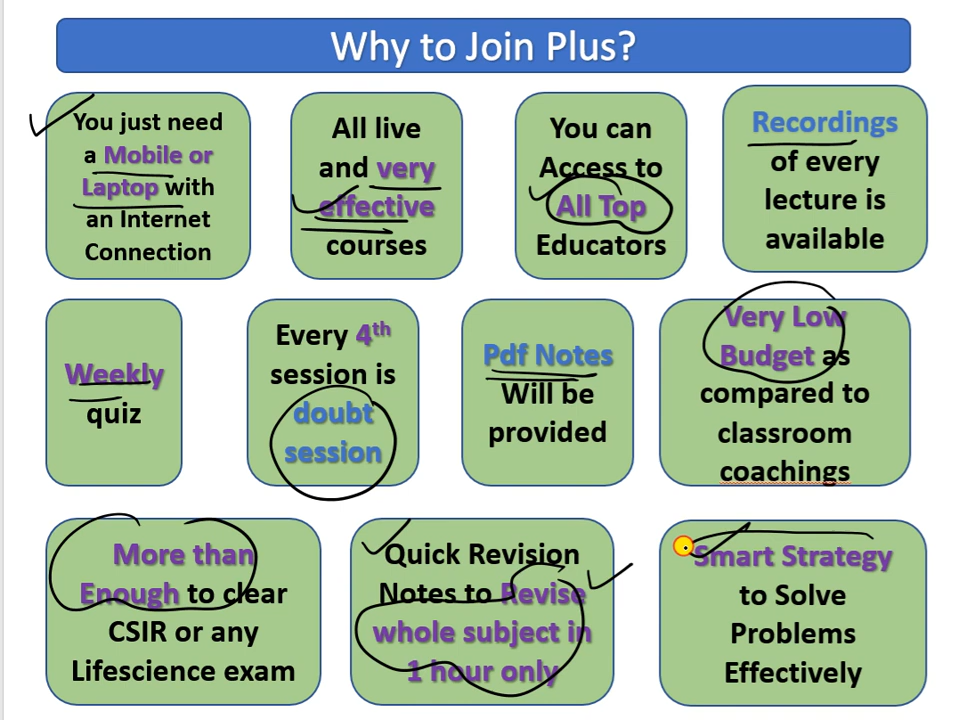 Why to Join Plus?
You just need
a Mobile or
Laptop with
an Internet
Connection
All live
and very
effective
courses
You can
Access to
All Top
Educators
Recordings
of every
lecture is
available
Weekly
quiz
Every 4th
session is
doubt
session
Pdf Notes
Will be
provided
Very Low
Budget as
compared to
classroom
coachings
More than
Enough to clear
CSIR or any
Lifescience exam
Quick Revision
Notes to Revise
whole subject in
1 hour only
Smart Strategy
to Solve
Problems
Effectively